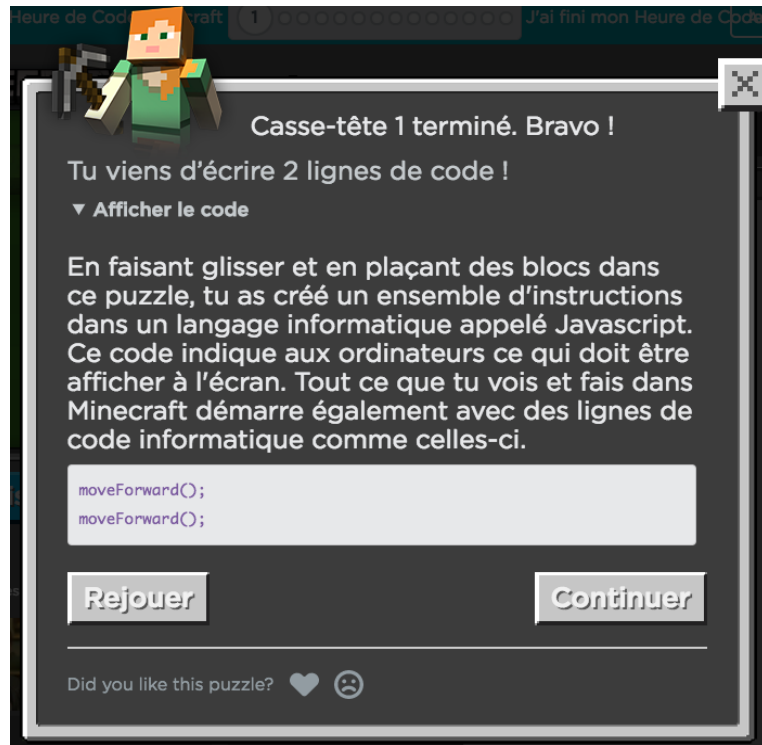 Heure de Code 1 J'ai fini mon Heure de Code
Casse-tête 1 terminé. Bravo !
Tu viens d'écrire 2 lignes de code !
▼ Afficher le code
En faisant glisser et en plaçant des blocs dans
ce puzzle, tu as créé un ensemble d'instructions
dans un langage informatique appelé Javascript.
Ce code indique aux ordinateurs ce qui doit être
afficher à l'écran. Tout ce que tu vois et fais dans
Minecraft démarre également avec des lignes de
code informatique comme celles-ci.
moveForward();
moveForward();
Rejouer Continuer
Did you like this puzzle?